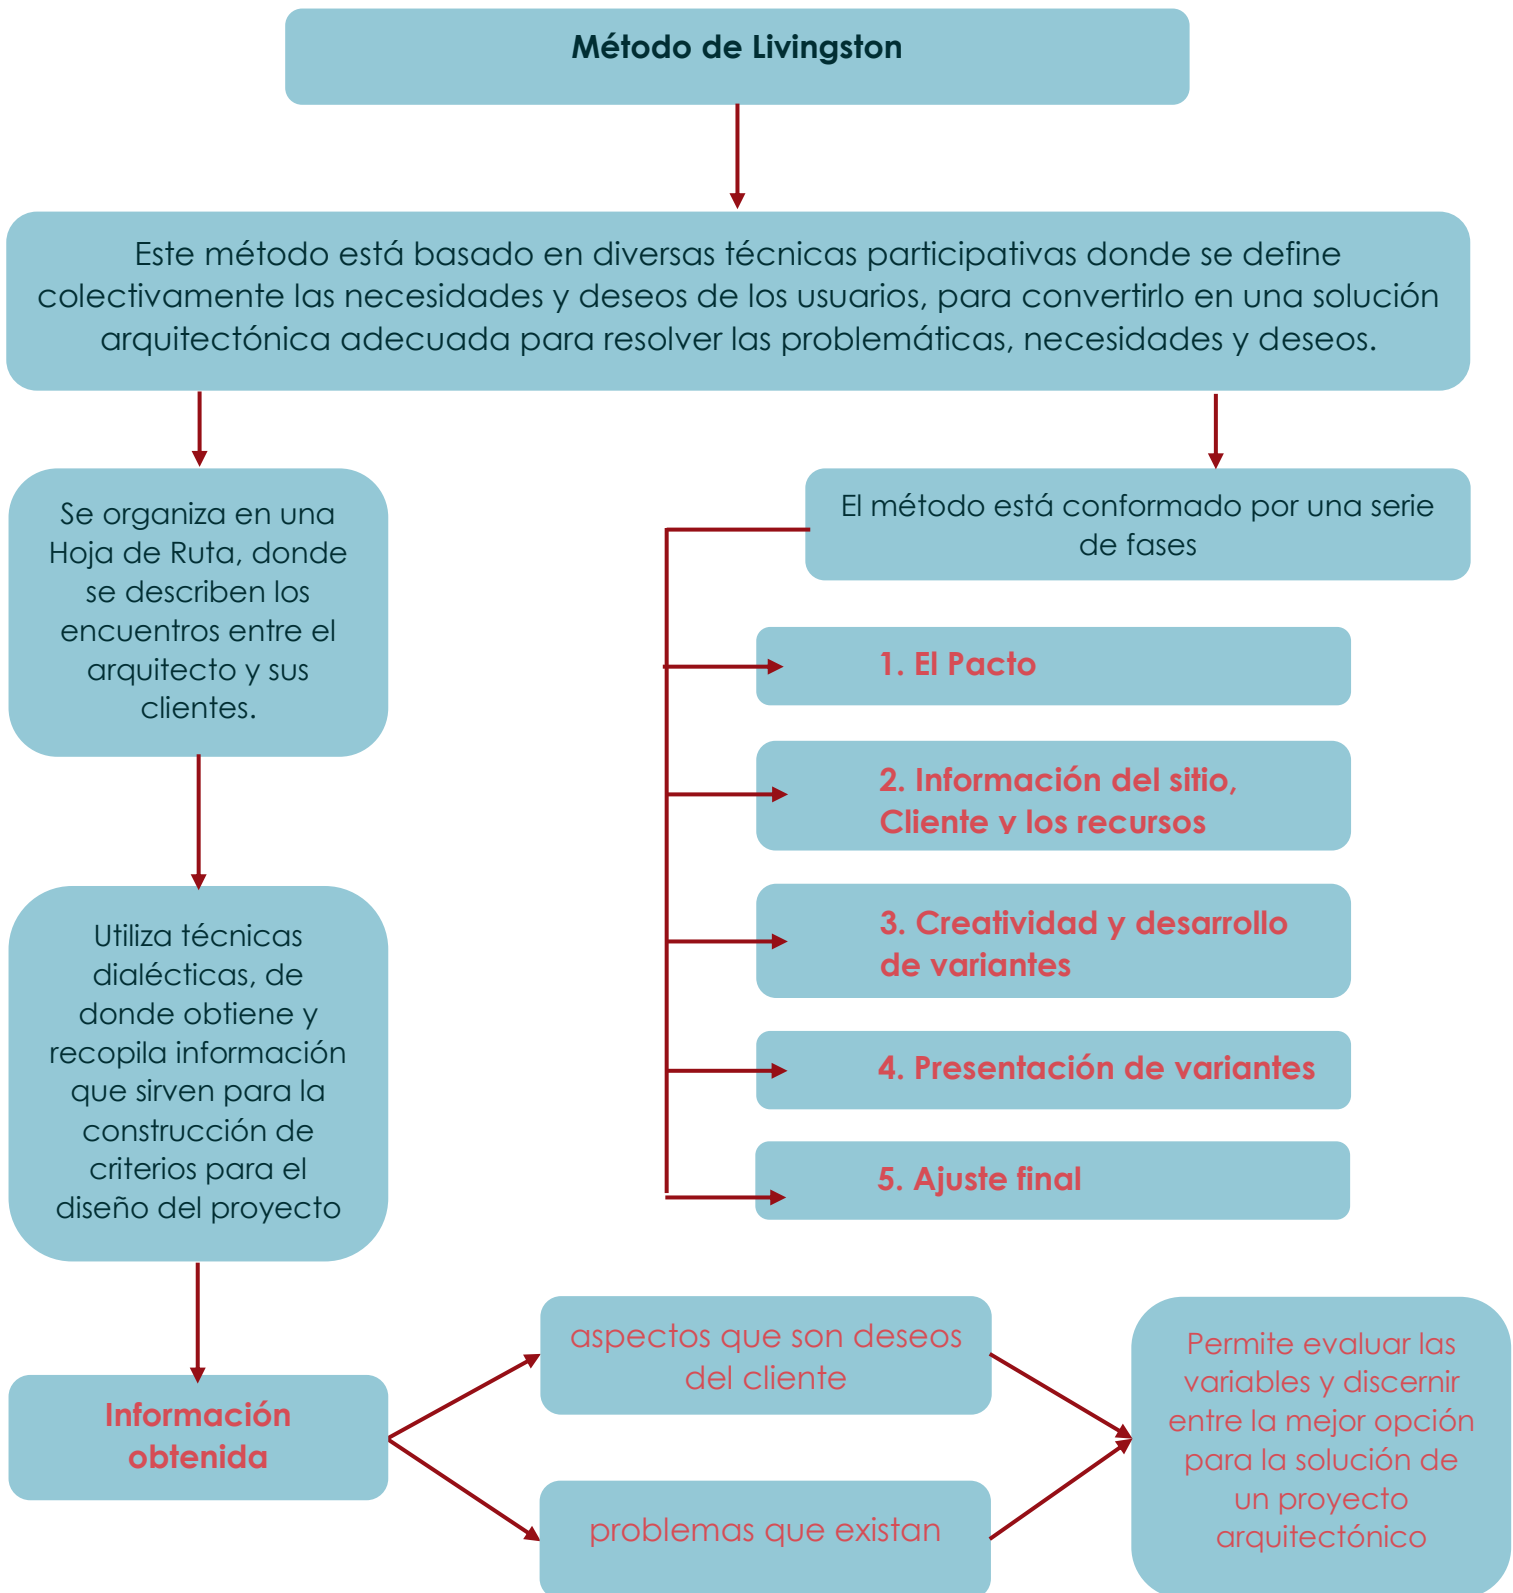 Método de Livingston
Este método está basado en diversas técnicas participativas donde se define
colectivamente las necesidades y deseos de los usuarios, para convertirlo en una solución
arquitectónica adecuada para resolver las problemáticas, necesidades y deseos.
Se organiza en una
Hoja de Ruta, donde
se describen los
encuentros entre el
arquitecto y sus
clientes.
El método está conformado por una serie
de fases
1. El Pacto
2. Información del sitio,
Cliente y los recursos
3. Creatividad y desarrollo
de variantes
4. Presentación de variantes
5. Ajuste final
Utiliza técnicas
dialécticas, de
donde obtiene y
recopila información
que sirven para la
construcción de
criterios para el
diseño del proyecto
Información
obtenida
aspectos que son deseos
del cliente
problemas que existan
Permite evaluar las
variables y discernir
entre la mejor opción
para la solución de
un proyecto
arquitectónico